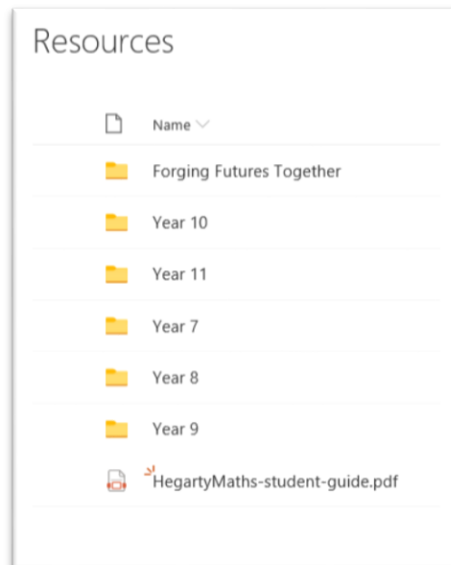 Resources
Name
Forging Futures Together
Year 10
Year 11
Year 7
Year 8
Year 9
HegartyMaths-student-guide.pdf